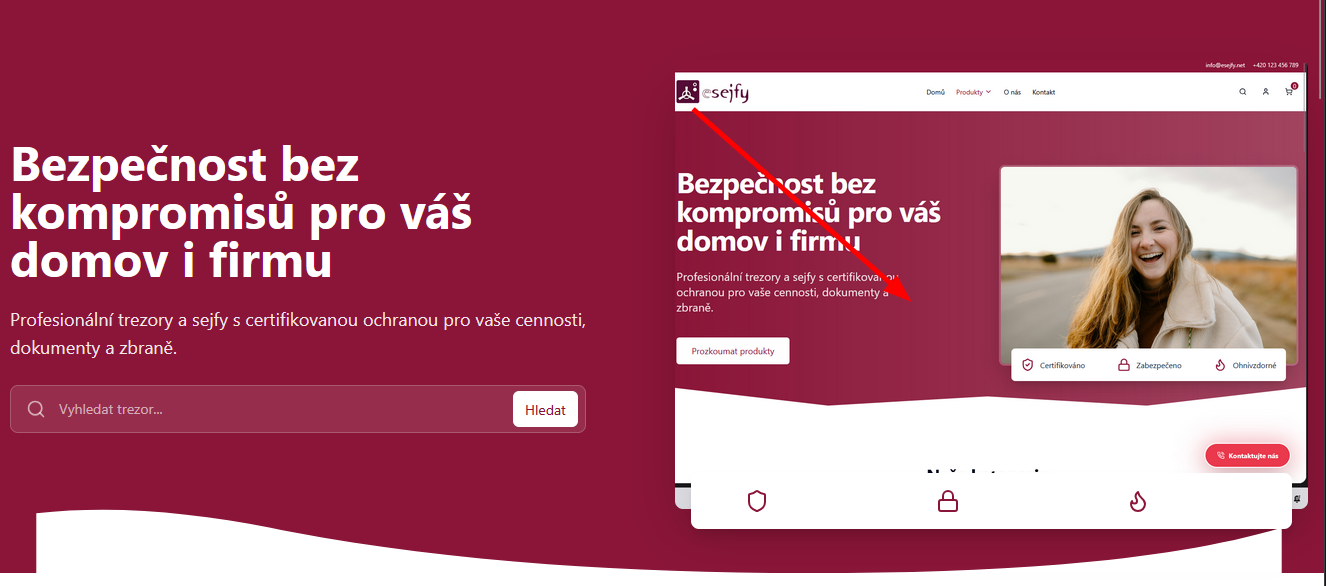 Bezpečnost bez
kompromisů pro váš
domov i firmu
Profesionální trezory a sejfy s certifikovanou ochranou pro vaše cennosti,
dokumenty a zbraně.
Vyhledat trezor...
Hledat
info@esejfy.net +420 123 456 789
esejfy
Domů Produkty O nás Kontakt
0
Bezpečnost bez
kompromisů pro váš
domov i firmu
Profesionální trezory a sejfy s certifikovanou
ochranou pro vaše cennosti, dokumenty a
zbraně.
Prozkoumat produkty
Certifikováno Zabezpečeno Ohnivzdorné
Kontaktujte nás